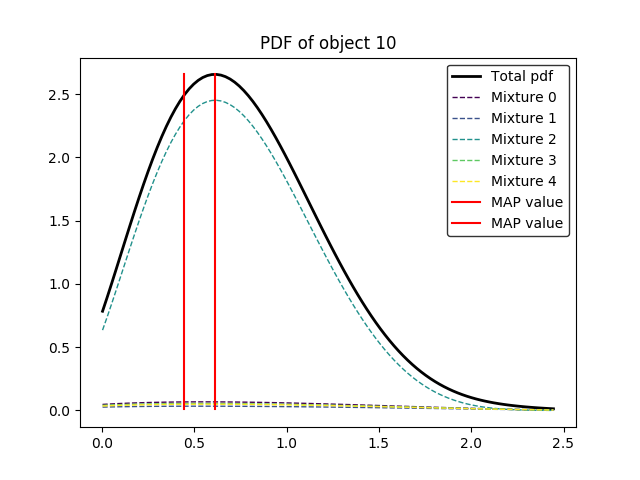 PDF of object 10
Total pdf
Mixture 0
Mixture 1
Mixture 2
Mixture 3
Mixture 4
MAP value
MAP value
2.5
2.0
1.5
1.0
0.5
0.0
0.0 0.5 1.0 1.5 2.0 2.5